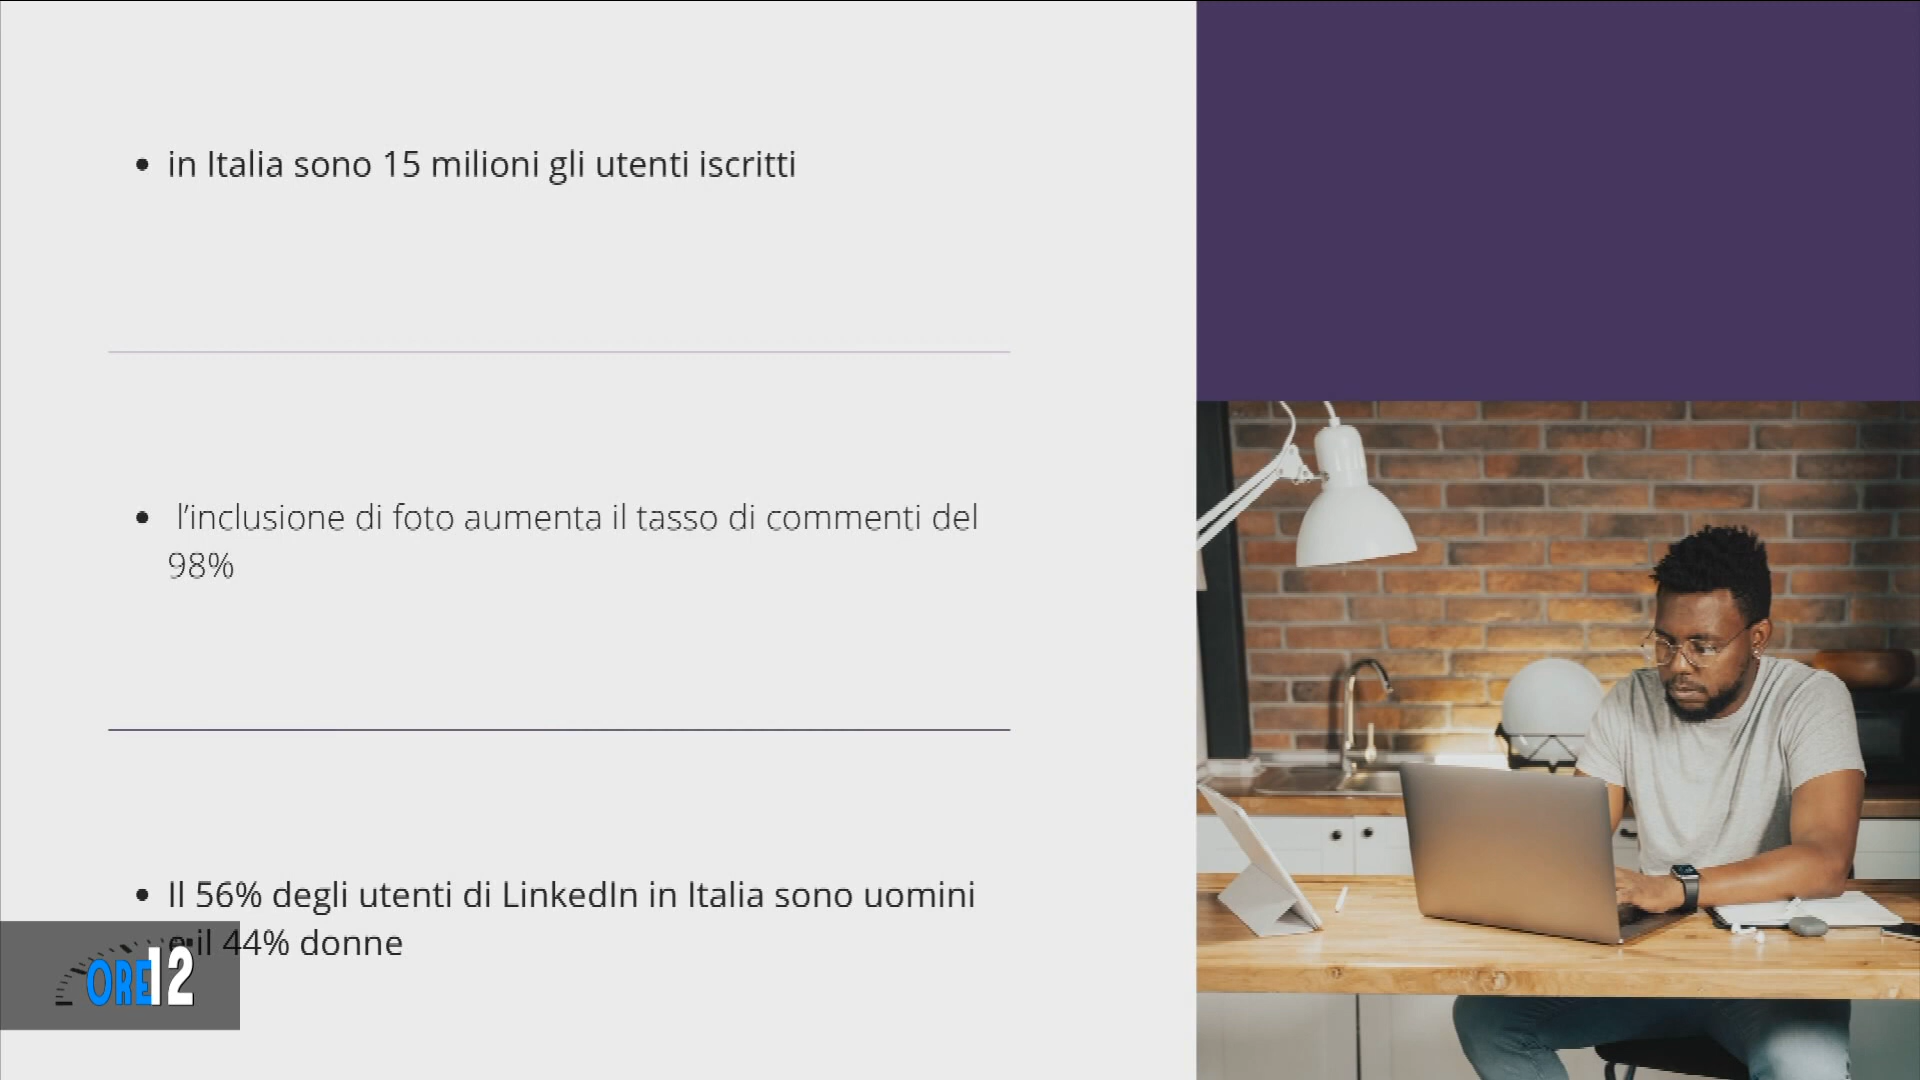 in Italia sono 15 milioni gli utenti iscritti
l’inclusione di foto aumenta il tasso di commenti del
98%
Il 56% degli utenti di LinkedIn in Italia sono uomini
e il 44% donne
ORE12